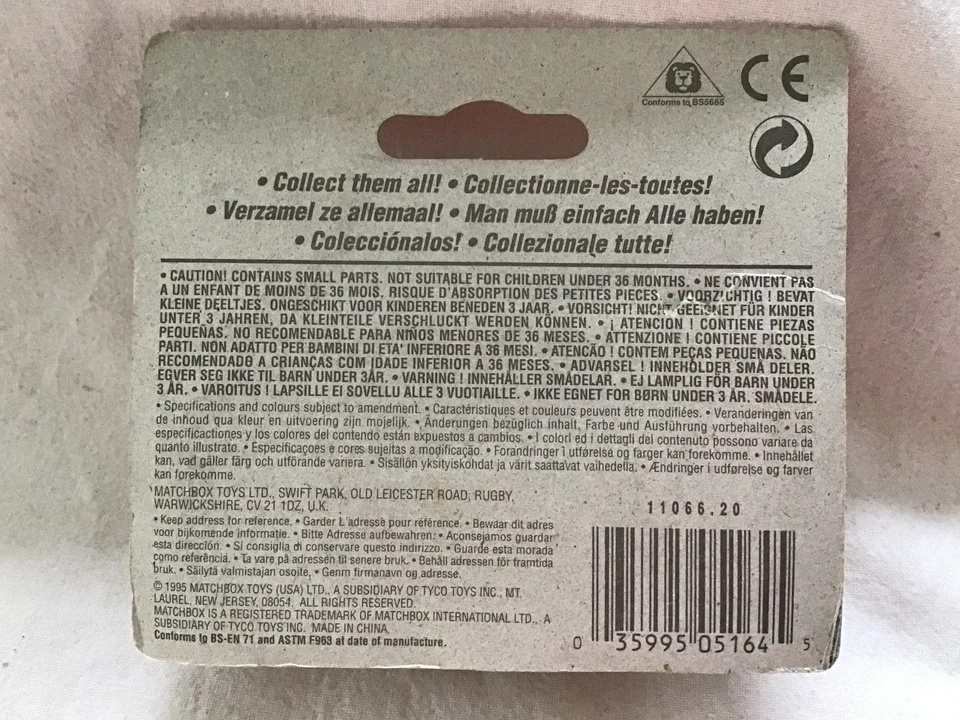 Conforms to BS5665
CE
• Collect them all! • Collectionne-les-toutes!
• Verzamel ze allemaal! • Man muß einfach Alle haben!
• Colecciónalos! • Collezionale tutte!
• CAUTION! CONTAINS SMALL PARTS. NOT SUITABLE FOR CHILDREN UNDER 36 MONTHS. • NE CONVIENT PAS
A UN ENFANT DE MOINS DE 36 MOIS, RISQUE D'ABSORPTION DES PETITES PIECES. • VOORZICHTIG ! BEVAT
KLEINE DEELTJES. ONGESCHIKT VOOR KINDEREN BENEDEN 3 JAAR. • VORSICHT! NICHT GEEIGNET FÜR KINDER
UNTER 3 JAHREN, DA KLEINTEILE VERSCHLUCKT WERDEN KÖNNEN. • ¡ ATENCION ! CONTIENE PIEZAS
PEQUEÑAS. NO RECOMENDABLE PARA NIÑOS MENORES DE 36 MESES. • ATTENZIONE ! CONTIENE PICCOLE
PARTI. NON ADATTO PER BAMBINI DI ETA' INFERIORE A 36 MESI. • ATENCÃO ! CONTEM PEÇAS PEQUENAS. NÃO
RECOMENDADO A CRIANÇAS COM IDADE INFERIOR A 36 MESES. • ADVARSEL ! INNEHOLDER SMÅ DELER.
EGVER SEG IKKE TIL BARN UNDER 3ÅR. • VARNING ! INNEHÅLLER SMÅDELAR. • EJ LAMPLIG FÖR BARN UNDER
3 ÅR. • VAROITUS ! LAPSILLE EI SOVELLU ALLE 3 VUOTIAILLE. • IKKE EGNET FOR BØRN UNDER 3 ÅR. SMÅDELE.
• Specifications and colours subject to amendment. • Caractéristiques et couleurs peuvent être modifiées. • Veranderingen van
de inhoud qua kleur en uitvoering zijn mogelijk. • Änderungen bezüglich inhalt, Farbe und Ausführung vorbehalten. • Las
especificactiones y los colores del contendo están expuestos a cambios. • I colori ed i dettagli del contenuto possono variare da
quanto illustrato. • Especificaçoes e cores sujeitas a modificação. • Forandringer i utførelse og farger kan forekomme. • Innehållet
kan, vad gäller färg och utförande variera. • Sisällön yksityiskohdat ja värit saattavat vaihedella. • Ændringer i udførelse og farver
kan forekomme.
MATCHBOX TOYS LTD., SWIFT PARK, OLD LEICESTER ROAD, RUGBY,
WARWICKSHIRE, CV 21 1DZ, U.K.
11066.20
• Keep address for reference. • Garder L'adresse pour référence. • Bewaar dit adres
voor bijkomende informatie. • Bitte Adresse aufbewahren. • Aconsejamos guardar
esta dirección. • Si consiglia di conservare questo indirizzo. • Guarde esta morada
como referência. • Ta vare på adressen til senere bruk. • Behåll adressen för framtida
bruk. • Säilytä valmistajan osoite, • Genm firmanavn og adresse.
© 1995 MATCHBOX TOYS (USA) LTD., A SUBSIDIARY OF TYCO TOYS INC., MT.
LAUREL, NEW JERSEY, 08054. ALL RIGHTS RESERVED.
MATCHBOX IS A REGISTERED TRADEMARK OF MATCHBOX INTERNATIONAL LTD., A
SUBSIDIARY OF TYCO TOYS INC. MADE IN CHINA.
Conforms to BS-EN 71 and ASTM F963 at date of manufacture.
0 35995 05164 5